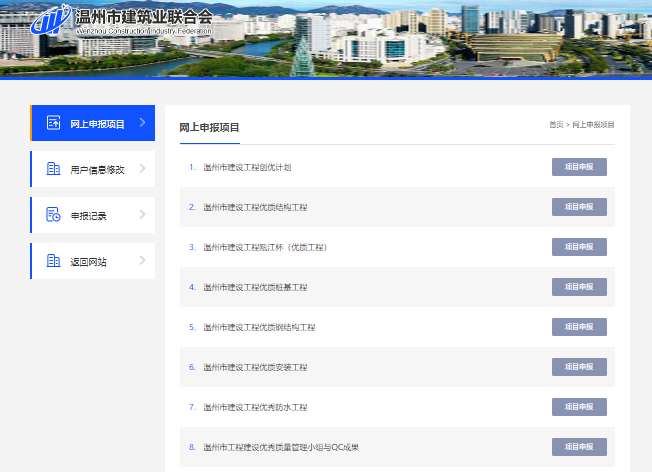 温州市建筑业联合会
Wenzhou Construction Industry Federation
网上申报项目
用户信息修改
申报记录
返回网站
网上申报项目
首页 > 网上申报项目
1. 温州市建设工程创优计划 项目申报
2. 温州市建设工程优质结构工程 项目申报
3. 温州市建设工程瓯江杯（优质工程） 项目申报
4. 温州市建设工程优质桩基工程 项目申报
5. 温州市建设工程优质钢结构工程 项目申报
6. 温州市建设工程优质安装工程 项目申报
7. 温州市建设工程优秀防水工程 项目申报
8. 温州市工程建设优秀质量管理小组与QC成果 项目申报